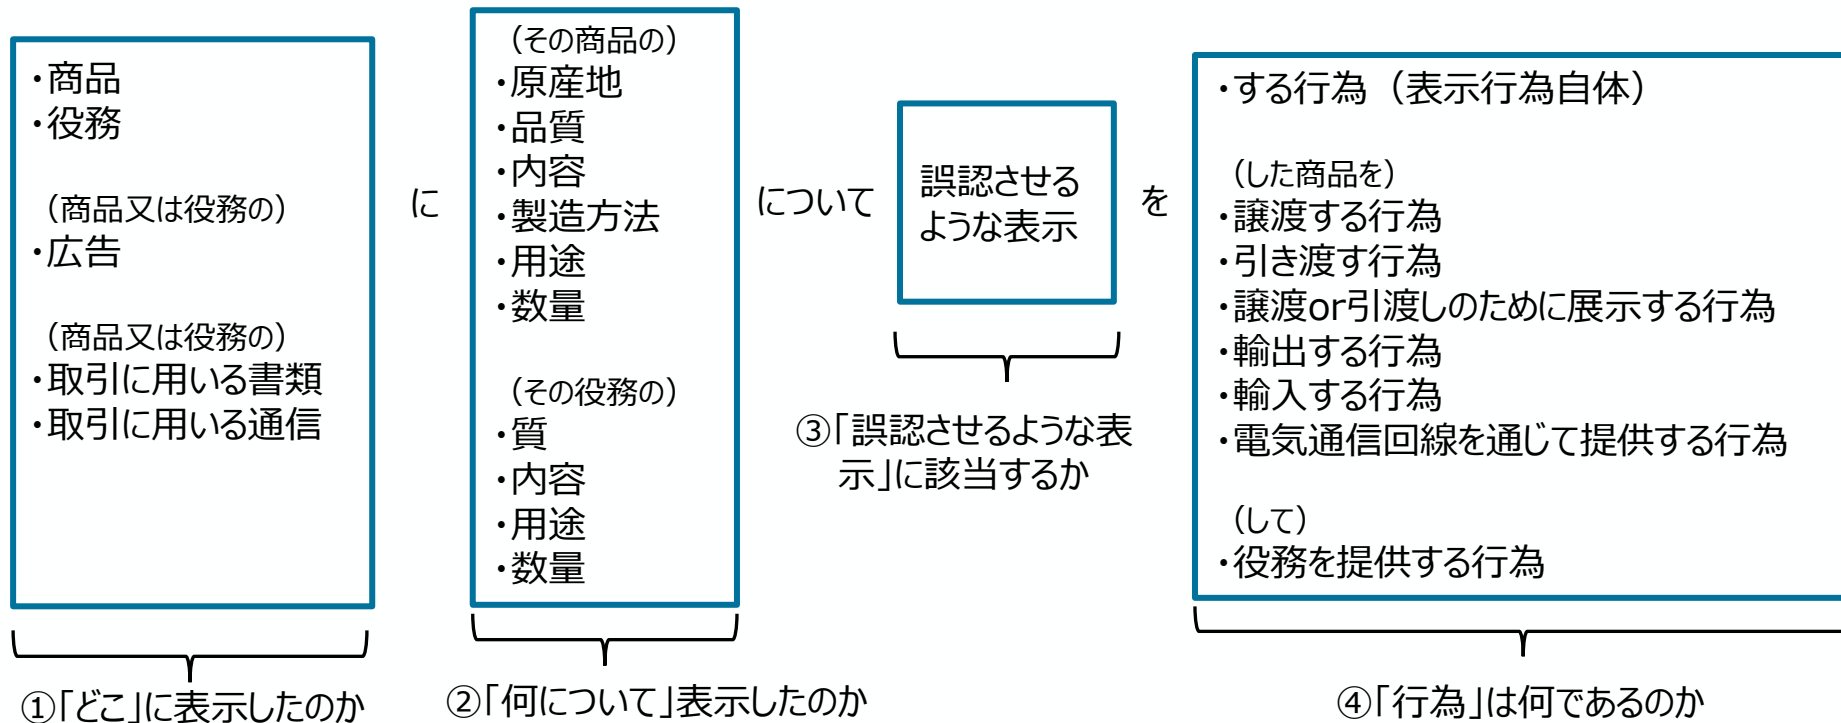 ・商品
・役務
（商品又は役務の）
・広告
（商品又は役務の）
・取引に用いる書類
・取引に用いる通信
①「どこ」に表示したのか
に
（その商品の）
・原産地
・品質
・内容
・製造方法
・用途
・数量
（その役務の）
・質
・内容
・用途
・数量
②「何について」表示したのか
について
誤認させる
ような表示
③「誤認させるような表
示」に該当するか
を
・する行為（表示行為自体）
（した商品を）
・譲渡する行為
・引き渡す行為
・譲渡or引渡しのために展示する行為
・輸出する行為
・輸入する行為
・電気通信回線を通じて提供する行為
（して）
・役務を提供する行為
④「行為」は何であるのか